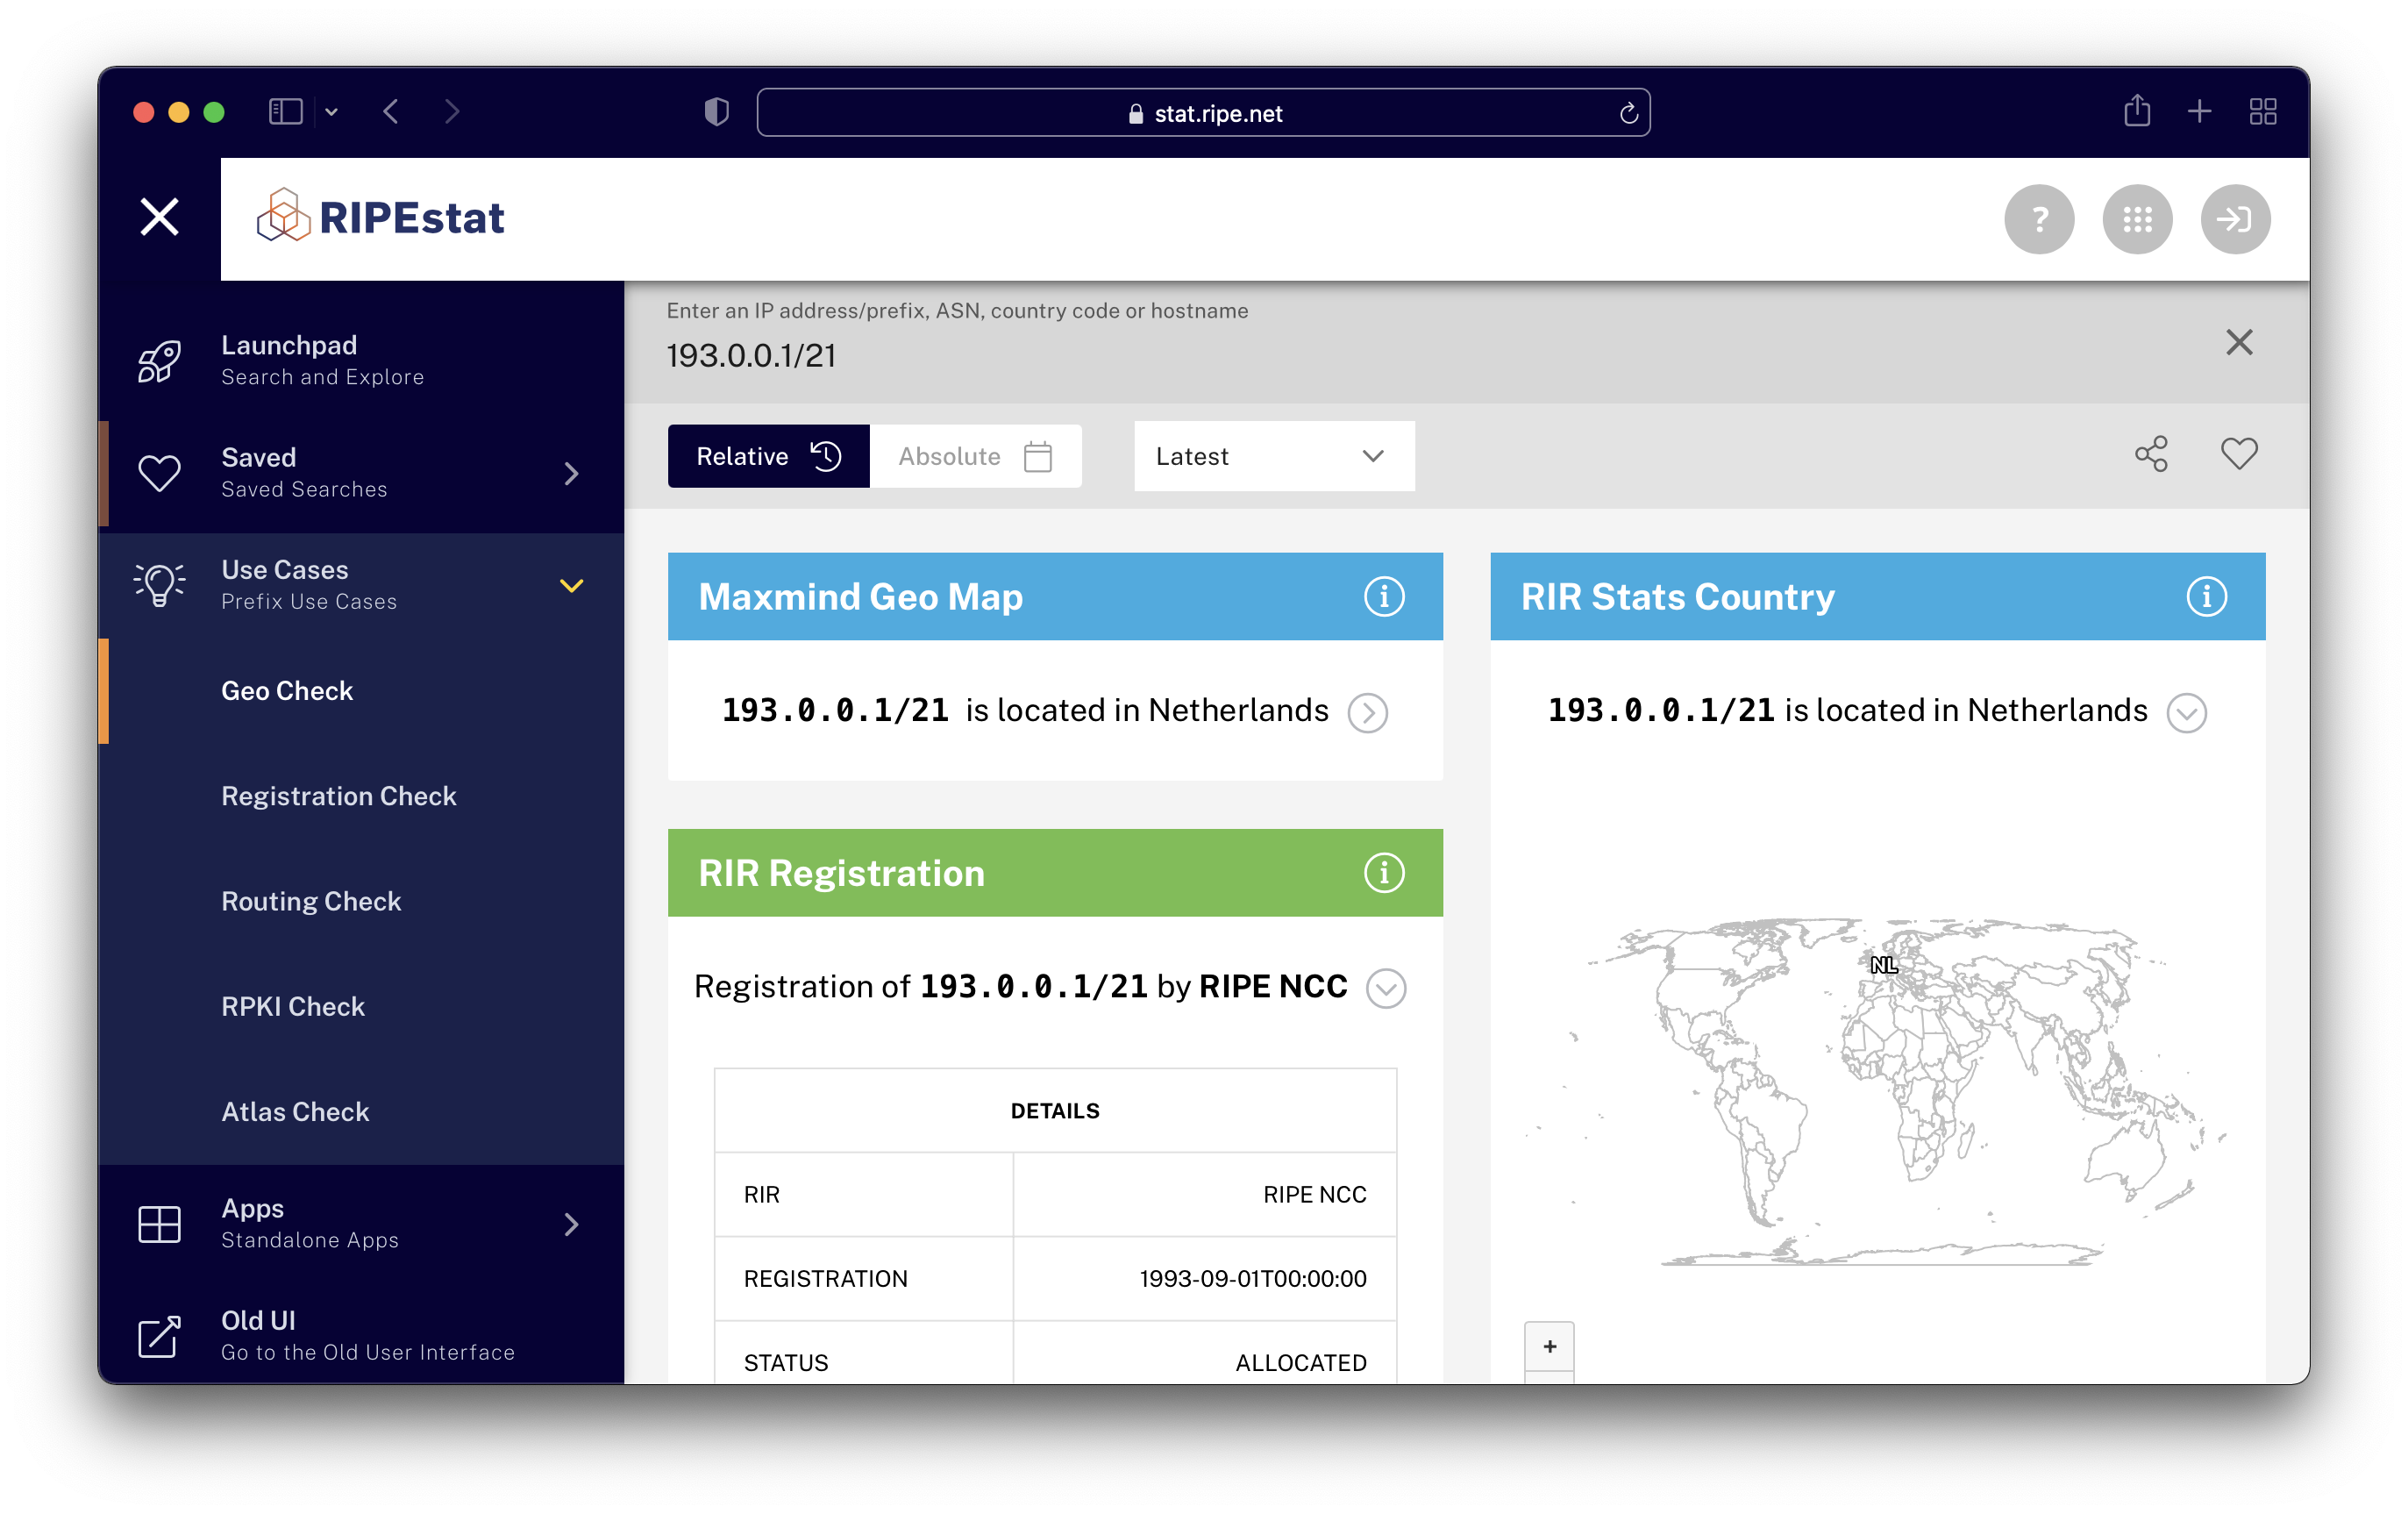 stat.ripe.net
RIPEstat
?
Launchpad
Search and Explore
Saved
Saved Searches
Use Cases
Prefix Use Cases
Geo Check
Registration Check
Routing Check
RPKI Check
Atlas Check
Apps
Standalone Apps
Old UI
Go to the Old User Interface
Enter an IP address/prefix, ASN, country code or hostname
193.0.0.1/21
Relative
Absolute
Latest
Maxmind Geo Map
i
193.0.0.1/21 is located in Netherlands
RIR Registration
i
Registration of 193.0.0.1/21 by RIPE NCC
DETAILS
RIR RIPE NCC
REGISTRATION 1993-09-01T00:00:00
STATUS ALLOCATED
RIR Stats Country
i
193.0.0.1/21 is located in Netherlands
NL
+